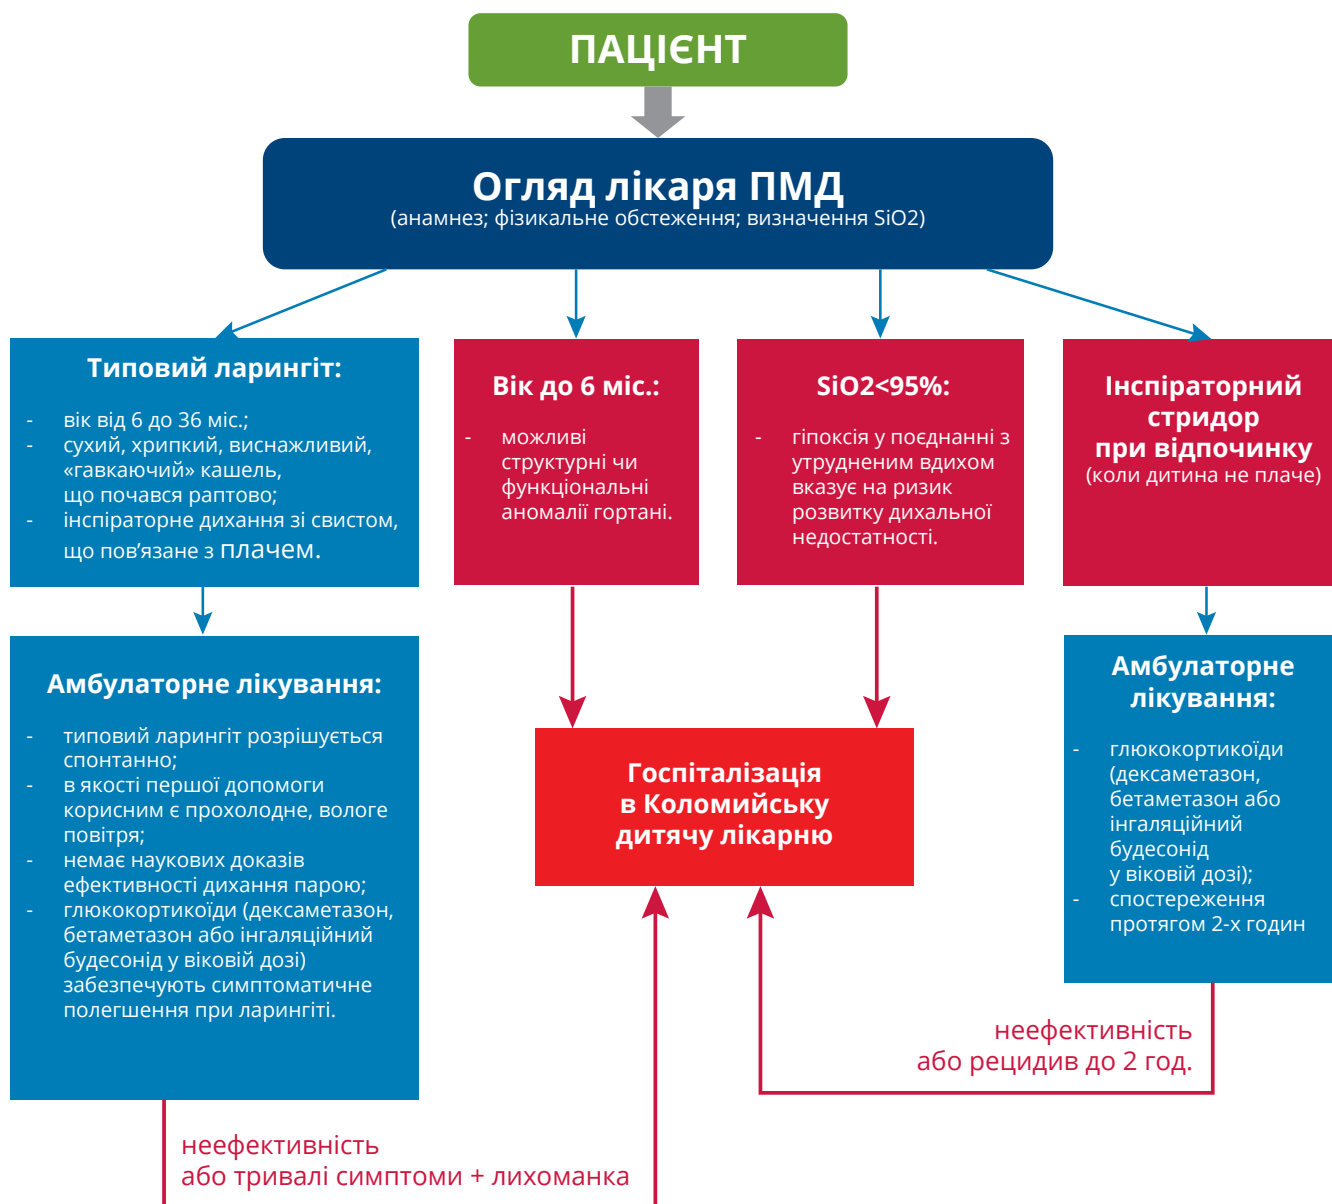 ПАЦІЄНТ
Огляд лікаря ПМД
(анамнез; фізикальне обстеження; визначення SiO2)
Типовий ларингіт:
- вік від 6 до 36 міс.;
- сухий, хрипкий, виснажливий,
«гавкаючий» кашель,
що почався раптово;
- інспіраторне дихання зі свистом,
що пов’язане з плачем.
Вік до 6 міс.:
- можливі
структурні чи
функціональні
аномалії гортані.
SiO2<95%:
- гіпоксія у поєднанні з
утрудненим вдихом
вказує на ризик
розвитку дихальної
недостатності.
Інспіраторний
стридор
при відпочинку
(коли дитина не плаче)
Амбулаторне лікування:
- типовий ларингіт розрішується
спонтанно;
- в якості першої допомоги
корисним є прохолодне, вологе
повітря;
- немає наукових доказів
ефективності дихання парою;
- глюкокортикоїди (дексаметазон,
бетаметазон або інгаляційний
будесонід у віковій дозі)
забезпечують симптоматичне
полегшення при ларингіті.
Госпіталізація
в Коломийську
дитячу лікарню
Амбулаторне
лікування:
- глюкокортикоїди
(дексаметазон,
бетаметазон або
інгаляційний
будесонід
у віковій дозі);
- спостереження
протягом 2-х годин
неефективність
або рецидив до 2 год.
неефективність
або тривалі симптоми + лихоманка